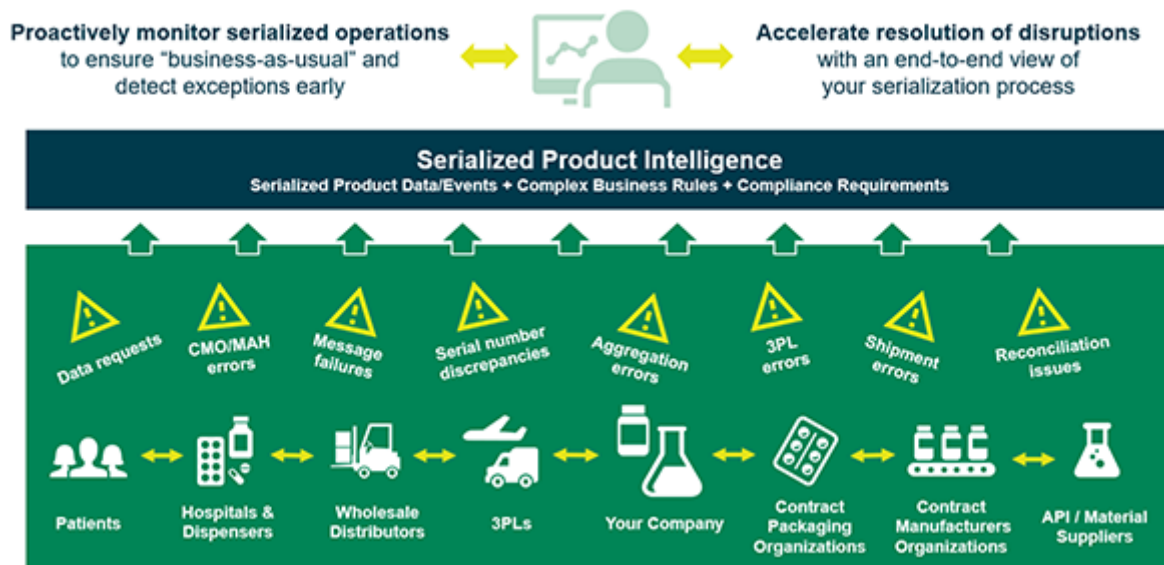 Proactively monitor serialized operations
to ensure “business-as-usual” and
detect exceptions early
Accelerate resolution of disruptions
with an end-to-end view of
your serialization process
Serialized Product Intelligence
Serialized Product Data/Events + Complex Business Rules + Compliance Requirements
Data requests
CMO/MAH
errors
Message
failures
Serial number
discrepancies
Aggregation
errors
3PL
errors
Shipment
errors
Reconciliation
issues
Patients
Hospitals &
Dispensers
Wholesale
Distributors
3PLs
Your Company
Contract
Packaging
Organizations
Contract
Manufacturers
Organizations
API / Material
Suppliers